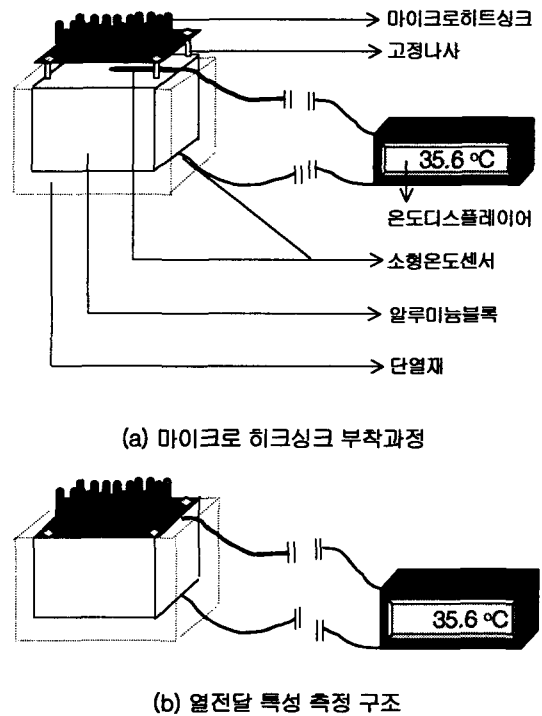 마이크로히트싱크
고정나사
35.6 ºC
온도디스플레이어
소형온도센서
알루미늄블록
단열재
(a) 마이크로 히크싱크 부착과정
35.6 ºC
(b) 열전달 특성 측정 구조